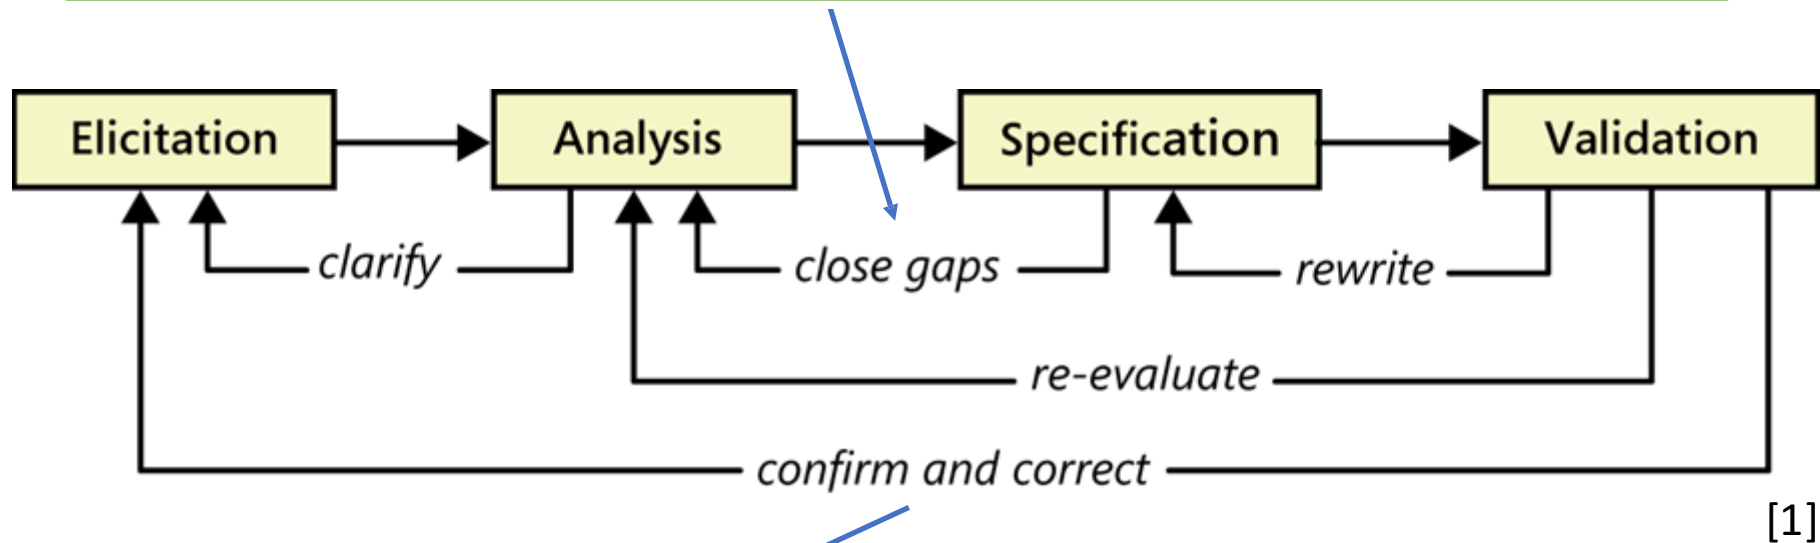 Elicitation
Analysis
Specification
Validation
clarify
close gaps
rewrite
re-evaluate
confirm and correct
[1]